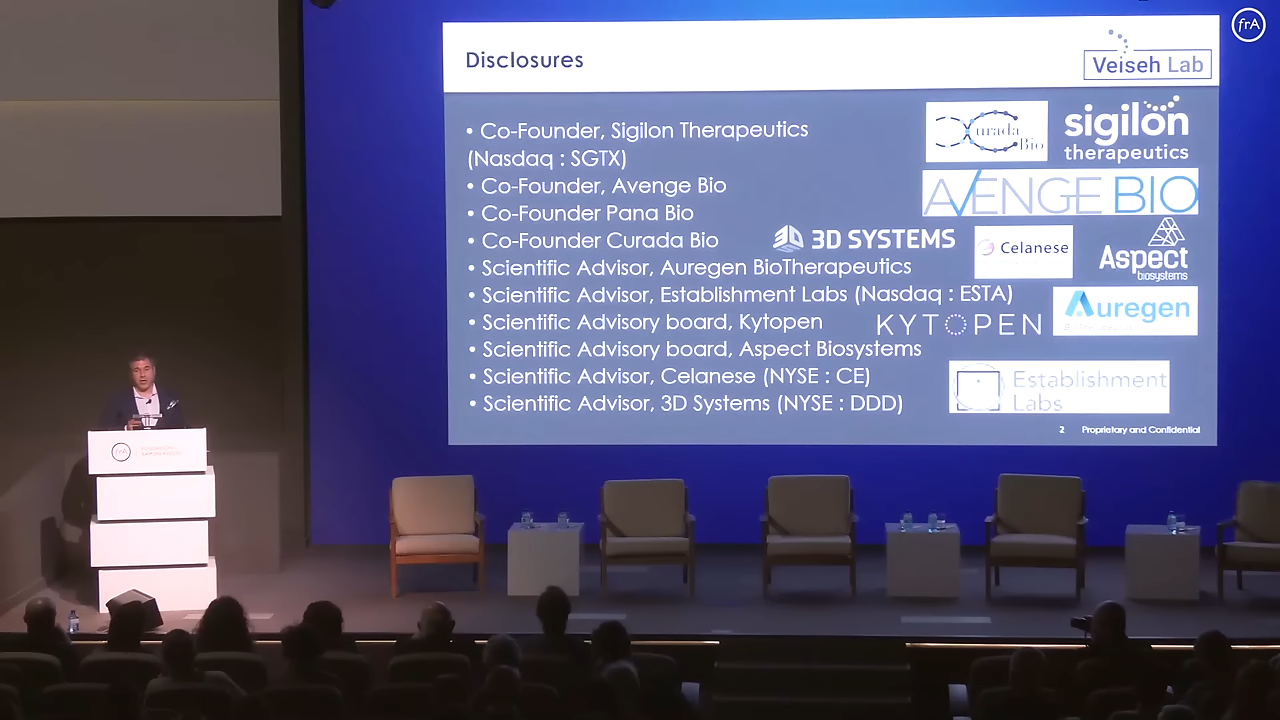 frA
Disclosures
Veiseh Lab
• Co-Founder, Sigilon Therapeutics
(Nasdaq : SGTX)
• Co-Founder, Avenge Bio
• Co-Founder Pana Bio
• Co-Founder Curada Bio
• Scientific Advisor, Auregen BioTherapeutics
• Scientific Advisor, Establishment Labs (Nasdaq : ESTA)
• Scientific Advisory board, Kytopen
• Scientific Advisory board, Aspect Biosystems
• Scientific Advisor, Celanese (NYSE : CE)
• Scientific Advisor, 3D Systems (NYSE : DDD)
Curada
Bio
sigilon
therapeutics
AVENGE BIO
3D SYSTEMS
Celanese
Aspect
biosystems
Auregen
KYTOPEN
Establishment
Labs
2 Proprietary and Confidential
frA